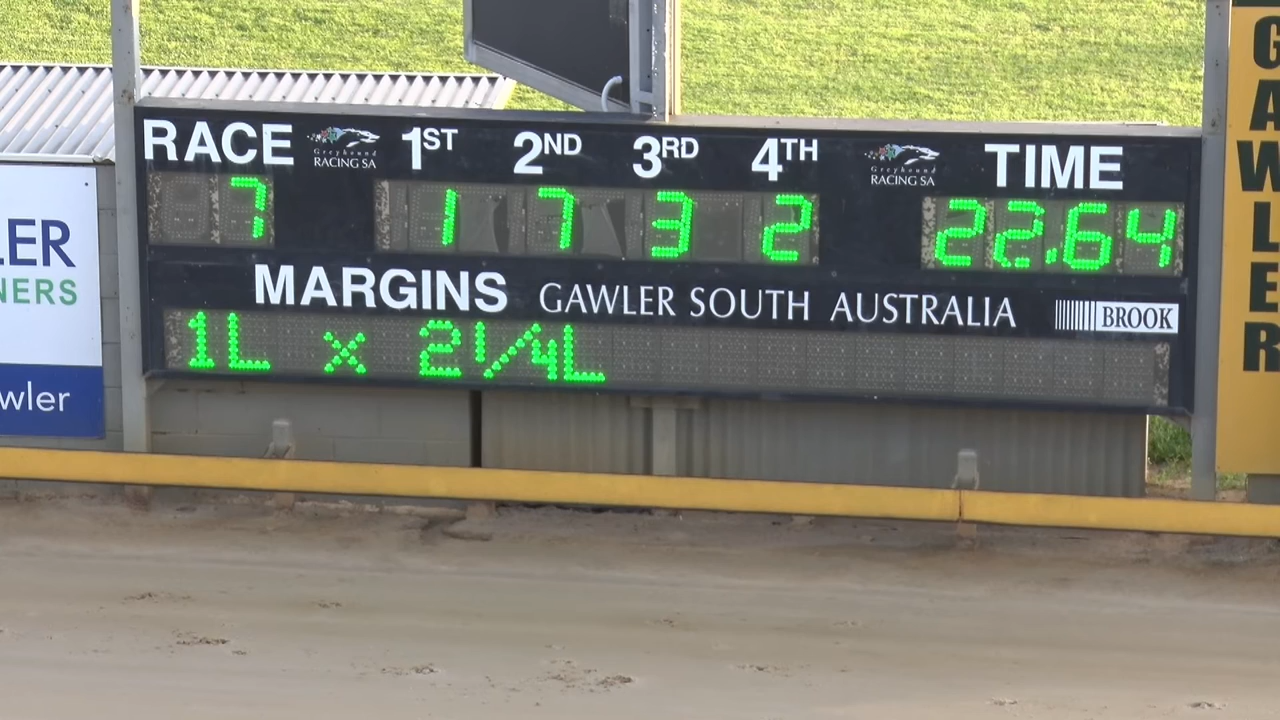 RACE Greyhound RACING SA 1ST 2ND 3RD 4TH Greyhound RACING SA TIME
7 1 7 3 2 22.64
MARGINS GAWLER SOUTH AUSTRALIA BROOK
1L x 2¼L
LER
NERS
wler
GAWLER